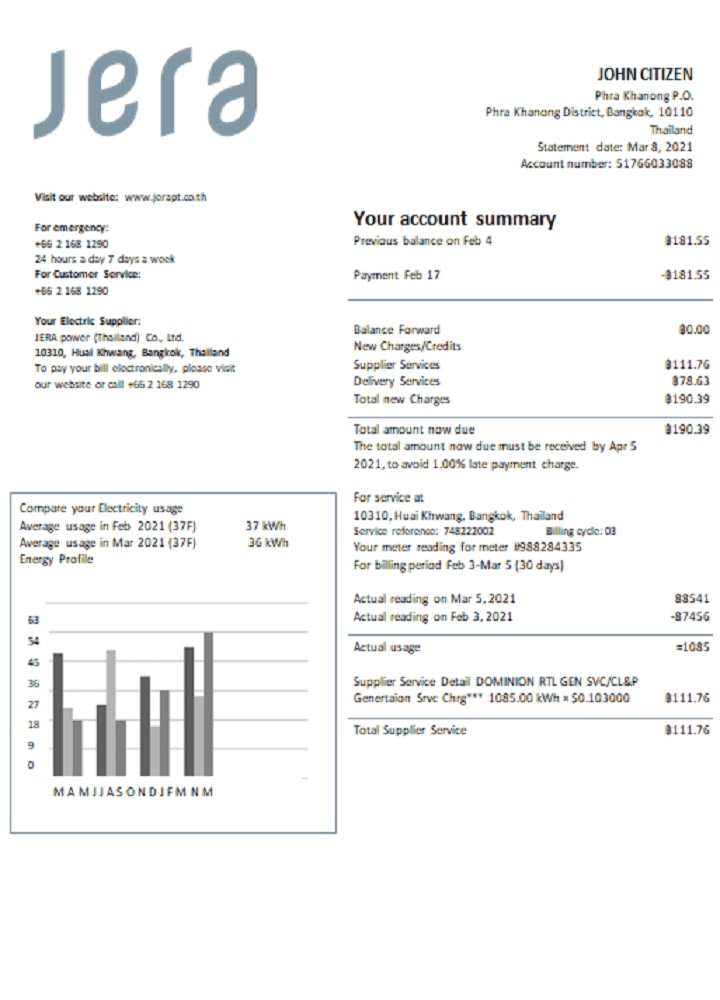 Jera
JOHN CITIZEN
Phra Khanong P.O.
Phra Khanong District, Bangkok, 10110
Thailand
Statement date: Mar 8, 2021
Account number: 51766033088
Visit our website: www.jerapt.co.th
For emergency:
+66 2 168 1290
24 hours a day 7 days a week
For Customer Service:
+66 2 168 1290
Your Electric Supplier:
JERA power (Thailand) Co., Ltd.
10310, Huai Khwang, Bangkok, Thailand
To pay your bill electronically, please visit
our website or call +66 2 168 1290
Your account summary
Previous balance on Feb 4 ฿181.55
Payment Feb 17 -฿181.55
Balance Forward ฿0.00
New Charges/Credits
Supplier Services ฿111.76
Delivery Services ฿78.63
Total new Charges ฿190.39
Total amount now due ฿190.39
The total amount now due must be received by Apr 5
2021, to avoid 1.00% late payment charge.
For service at
10310, Huai Khwang, Bangkok, Thailand
Service reference: 748222002 Billing cycle: 03
Your meter reading for meter #988284335
For billing period Feb 3-Mar 5 (30 days)
Actual reading on Mar 5, 2021 88541
Actual reading on Feb 3, 2021 -87456
Actual usage =1085
Supplier Service Detail DOMINION RTL GEN SVC/CL&P
Genertaion Srvc Chrg*** 1085.00 kWh × $0.103000 ฿111.76
Total Supplier Service ฿111.76
Compare your Electricity usage
Average usage in Feb 2021 (37F) 37 kWh
Average usage in Mar 2021 (37F) 36 kWh
Energy Profile
63
54
45
36
27
18
9
0
M A M J J A S O N D J F M N M